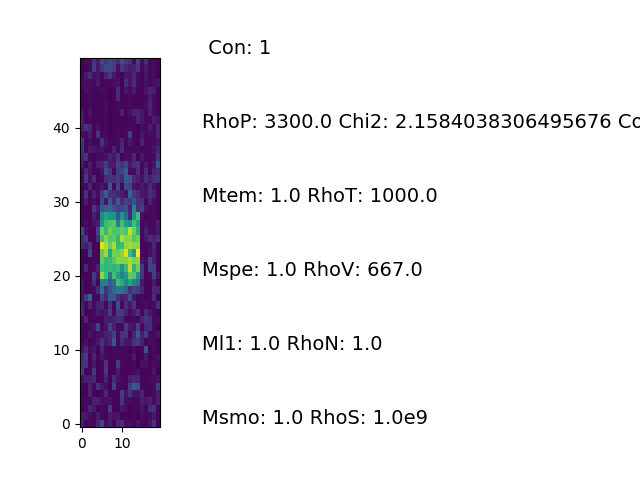 Con: 1
RhoP: 3300.0 Chi2: 2.1584038306495676 Co
Mtem: 1.0 RhoT: 1000.0
Mspe: 1.0 RhoV: 667.0
Ml1: 1.0 RhoN: 1.0
Msmo: 1.0 RhoS: 1.0e9
40
30
20
10
0
0 10